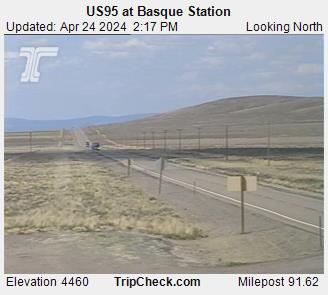 US95 at Basque Station
Updated: Apr 24 2024  2:17 PM    Looking North
Elevation 4460    TripCheck.com    Milepost 91.62